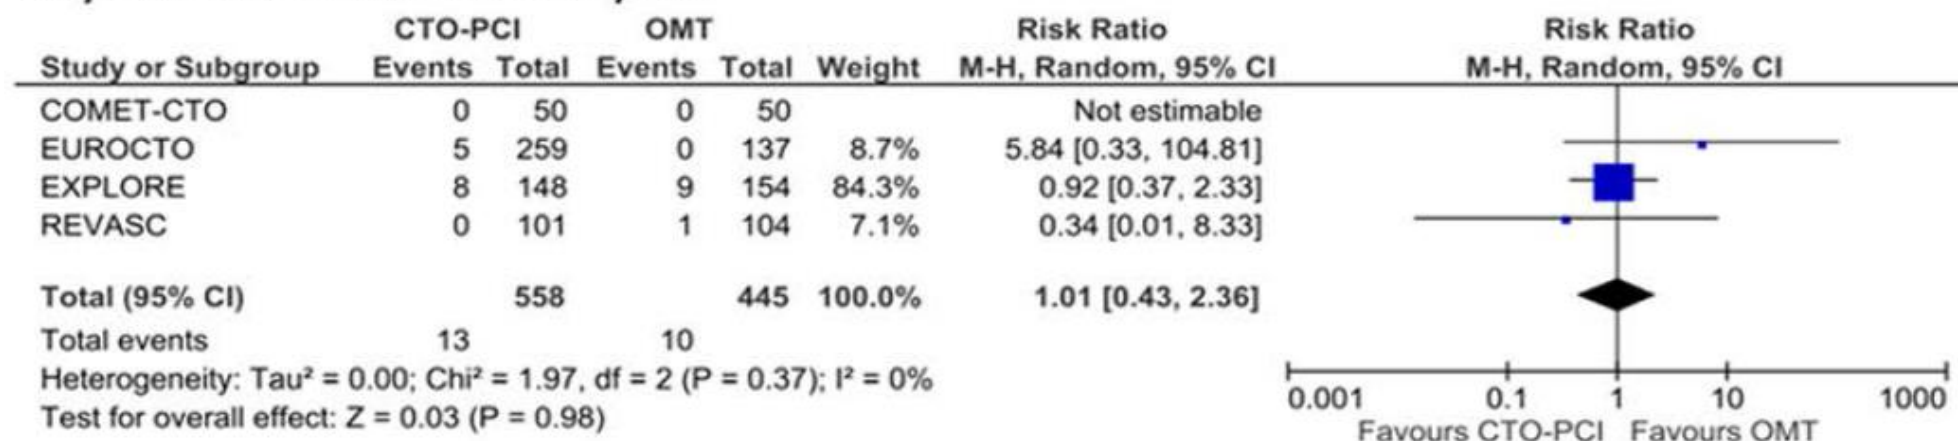 CTO-PCI OMT Risk Ratio Risk Ratio
Study or Subgroup Events Total Events Total Weight M-H, Random, 95% CI M-H, Random, 95% CI
COMET-CTO 0 50 0 50 Not estimable
EUROCTO 5 259 0 137 8.7% 5.84 [0.33, 104.81]
EXPLORE 8 148 9 154 84.3% 0.92 [0.37, 2.33]
REVASC 0 101 1 104 7.1% 0.34 [0.01, 8.33]
Total (95% CI) 558 445 100.0% 1.01 [0.43, 2.36]
Total events 13 10
Heterogeneity: Tau² = 0.00; Chi² = 1.97, df = 2 (P = 0.37); I² = 0%
Test for overall effect: Z = 0.03 (P = 0.98)
0.001 0.1 1 10 1000
Favours CTO-PCI Favours OMT